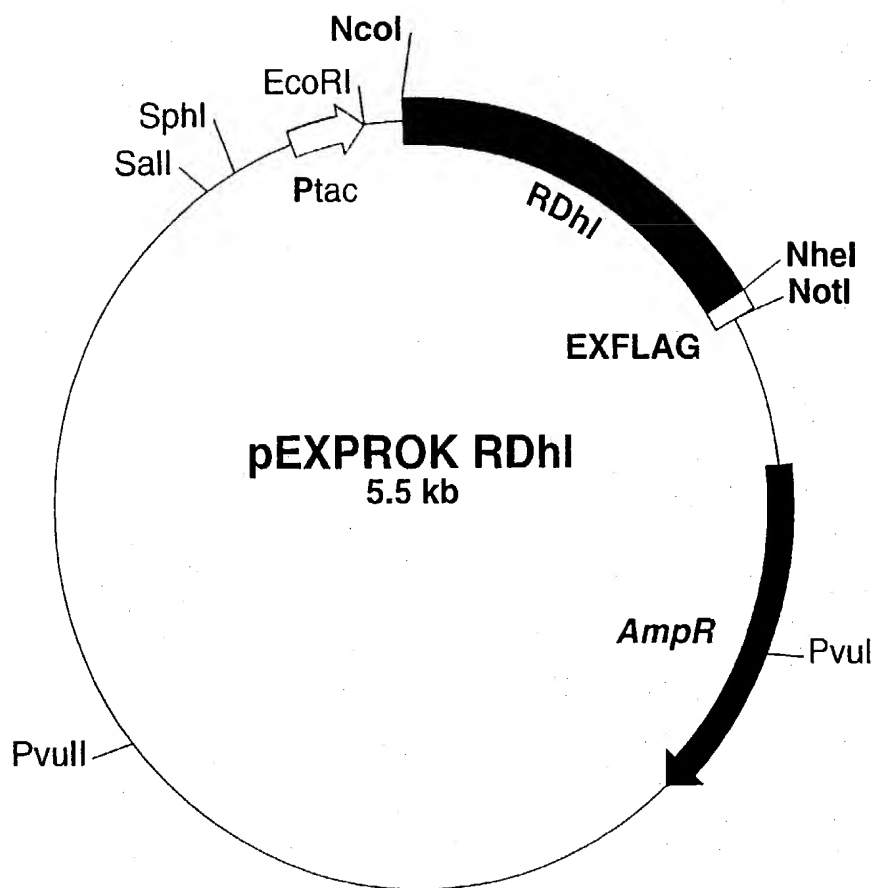 NcoI
EcoRI
SphI
SalI
Ptac
RDhI
NheI
NotI
EXFLAG
pEXPROK RDhI
5.5 kb
AmpR
PvuI
PvuII